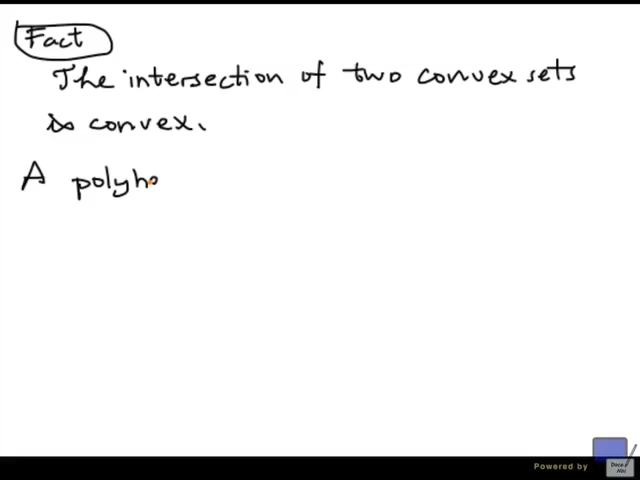 Fact
The intersection of two convex sets
is convex.
A polyh
Powered by